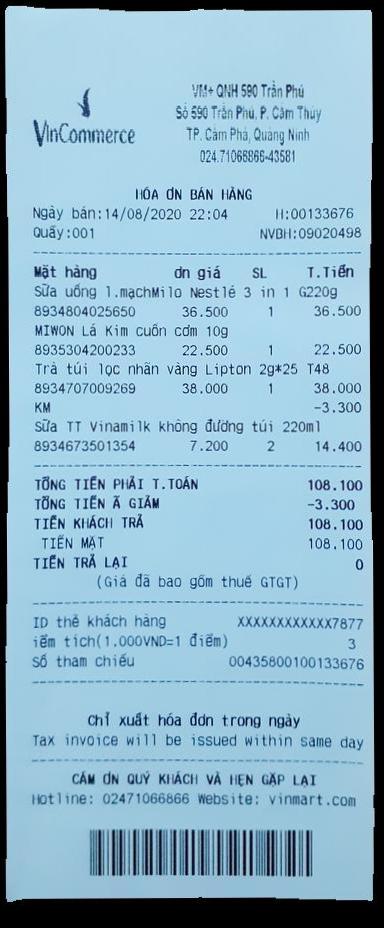 VinCommerce
VM+ QNH 590 Trần Phú
Số 590 Trần Phú, P. Cẩm Thủy
TP. Cẩm Phả, Quảng Ninh
024.71066866-43581
HÓA ƠN BÁN HÀNG
Ngày bán:14/08/2020 22:04 H:00133676
Quầy:001 NVBH:09020498
Mặt hàng ơn giá SL T.Tiền
Sữa uống l.mạchMilo Nestlé 3 in 1 G220g
8934804025650 36.500 1 36.500
MIWON Lá Kim cuốn cơm 10g
8935304200233 22.500 1 22.500
Trà túi lọc nhãn vàng Lipton 2g*25 T48
8934707009269 38.000 1 38.000
KM -3.300
Sữa TT Vinamilk không đường túi 220ml
8934673501354 7.200 2 14.400
TỔNG TIỀN PHẢI T.TOÁN 108.100
TỔNG TIỀN Ã GIẢM -3.300
TIỀN KHÁCH TRẢ 108.100
TIỀN MẶT 108.100
TIỀN TRẢ LẠI 0
(Giá đã bao gồm thuế GTGT)
ID thẻ khách hàng XXXXXXXXXXXX7877
iểm tích(1.000VND=1 điểm) 3
Số tham chiếu 00435800100133676
Chỉ xuất hóa đơn trong ngày
Tax invoice will be issued within same day
CẢM ƠN QUÝ KHÁCH VÀ HẸN GẶP LẠI
Hotline: 02471066866 Website: vinmart.com